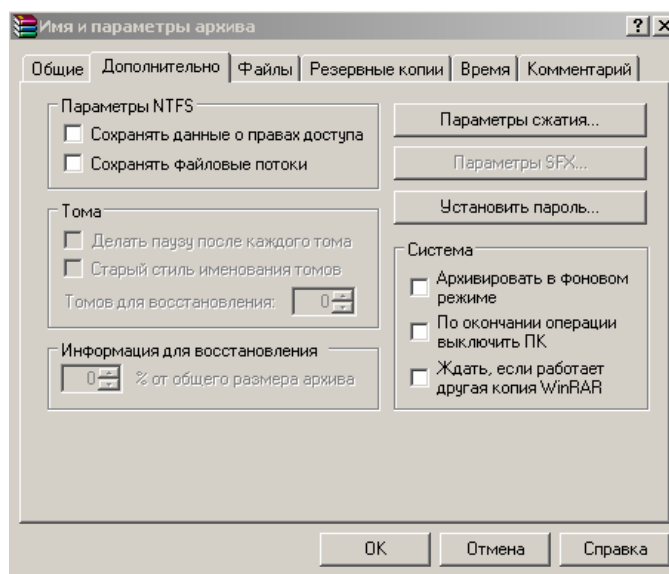 Имя и параметры архива
Общие Дополнительно Файлы Резервные копии Время Комментарий
Параметры NTFS
Сохранять данные о правах доступа
Сохранять файловые потоки
Параметры сжатия...
Параметры SFX...
Установить пароль...
Тома
Делать паузу после каждого тома
Старый стиль именования томов
Томов для восстановления: 0
Система
Архивировать в фоновом
режиме
По окончании операции
выключить ПК
Ждать, если работает
другая копия WinRAR
Информация для восстановления
0 % от общего размера архива
OK Отмена Справка